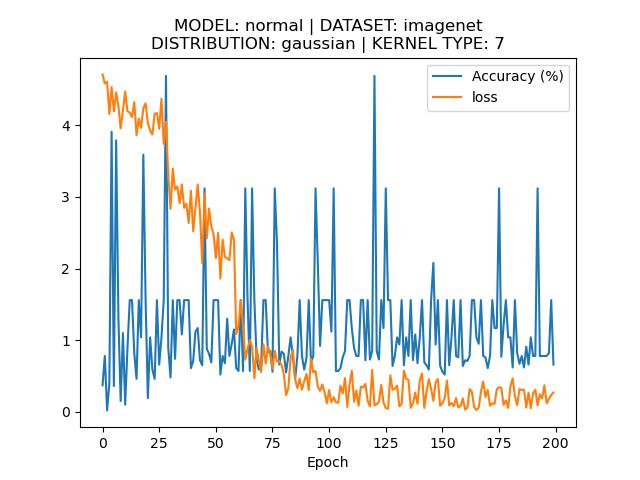 MODEL: normal | DATASET: imagenet
DISTRIBUTION: gaussian | KERNEL TYPE: 7
Accuracy (%)
loss
4
3
2
1
0
0 25 50 75 100 125 150 175 200
Epoch